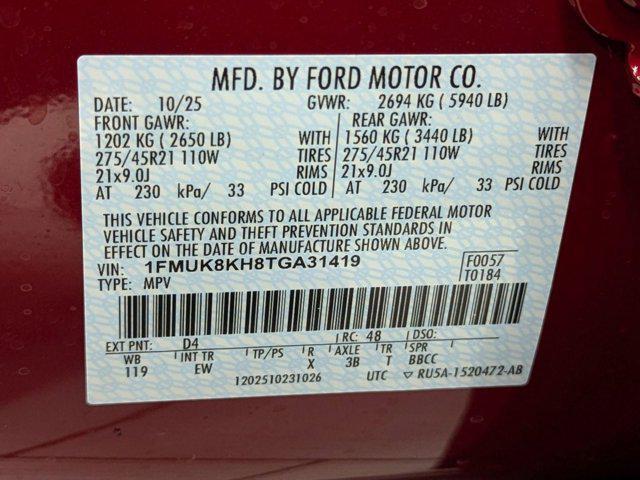 MFD. BY FORD MOTOR CO.
DATE: 10/25 GVWR: 2694 KG ( 5940 LB)
FRONT GAWR: REAR GAWR:
1202 KG ( 2650 LB) WITH 1560 KG ( 3440 LB) WITH
275/45R21 110W TIRES 275/45R21 110W TIRES
21x9.0J RIMS 21x9.0J RIMS
AT 230 kPa/ 33 PSI COLD AT 230 kPa/ 33 PSI COLD
THIS VEHICLE CONFORMS TO ALL APPLICABLE FEDERAL MOTOR
VEHICLE SAFETY AND THEFT PREVENTION STANDARDS IN
EFFECT ON THE DATE OF MANUFACTURE SHOWN ABOVE.
VIN: 1FMUK8KH8TGA31419 F0057
TYPE: MPV T0184
EXT PNT: D4 RC: 48 DSO:
WB INT TR TP/PS R AXLE TR SPR
119 EW X 3B T BBCC
1202510231026 UTC ▽ RU5A-1520472-AB